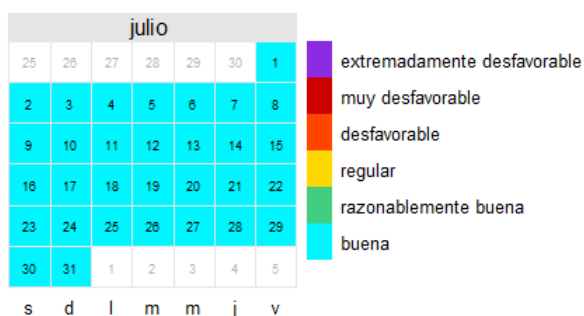 julio
25 26 27 28 29 30 1
2 3 4 5 6 7 8
9 10 11 12 13 14 15
16 17 18 19 20 21 22
23 24 25 26 27 28 29
30 31 1 2 3 4 5
s d l m m j v
extremadamente desfavorable
muy desfavorable
desfavorable
regular
razonablemente buena
buena